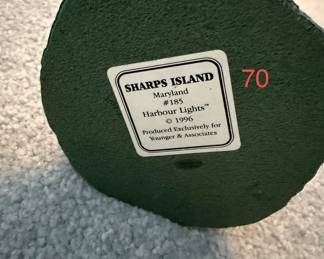 SHARPS ISLAND
Maryland
#185
Harbour Lights™
© 1996
Produced Exclusively for
Younger & Associates
70